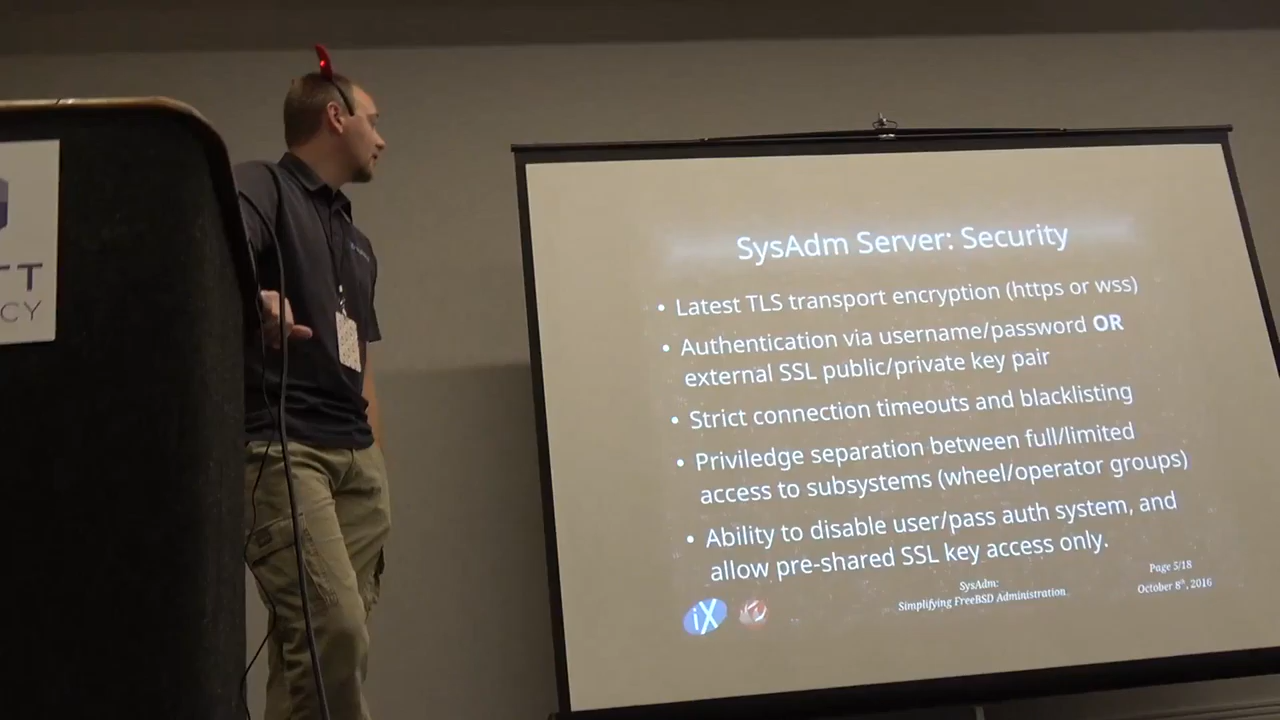 TT
CY
SysAdm Server: Security
• Latest TLS transport encryption (https or wss)
• Authentication via username/password OR
external SSL public/private key pair
• Strict connection timeouts and blacklisting
• Priviledge separation between full/limited
access to subsystems (wheel/operator groups)
• Ability to disable user/pass auth system, and
allow pre-shared SSL key access only.
iX
SysAdm:
Simplifying FreeBSD Administration
Page 5/18
October 8th, 2016